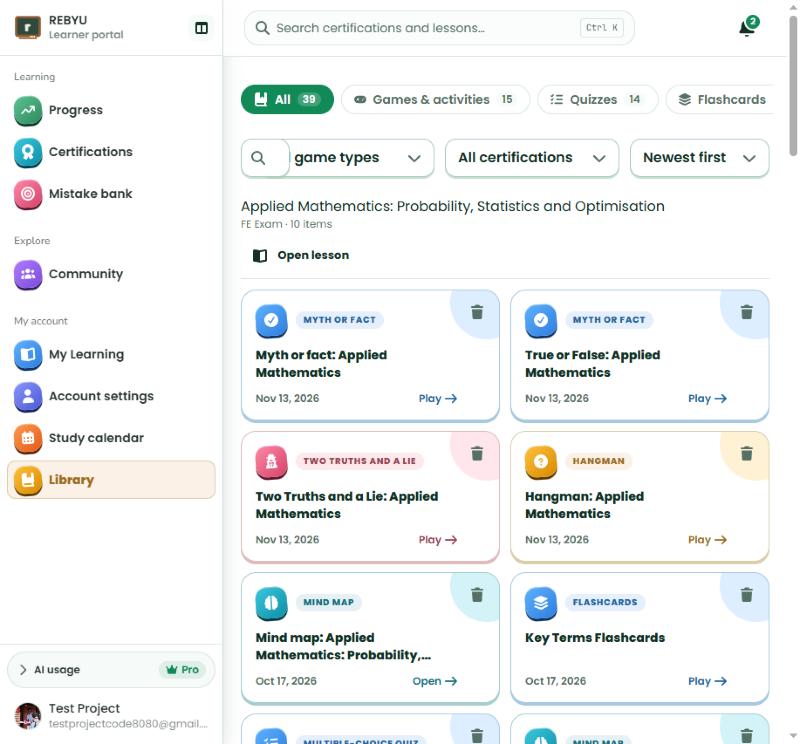 REBYU
Learner portal
Search certifications and lessons...
Ctrl K
2
Learning
Progress
Certifications
Mistake bank
Explore
Community
My account
My Learning
Account settings
Study calendar
Library
AI usage
Pro
Test Project
testprojectcode8080@gmail...
All 39
Games & activities 15
Quizzes 14
Flashcards
game types
All certifications
Newest first
Applied Mathematics: Probability, Statistics and Optimisation
FE Exam · 10 items
Open lesson
MYTH OR FACT
Myth or fact: Applied
Mathematics
Nov 13, 2026
Play
MYTH OR FACT
True or False: Applied
Mathematics
Nov 13, 2026
Play
TWO TRUTHS AND A LIE
Two Truths and a Lie: Applied
Mathematics
Nov 13, 2026
Play
HANGMAN
Hangman: Applied
Mathematics
Nov 13, 2026
Play
MIND MAP
Mind map: Applied
Mathematics: Probability,...
Oct 17, 2026
Open
FLASHCARDS
Key Terms Flashcards
Oct 17, 2026
Play
MULTIPLE-CHOICE QUIZ
MIND MAP